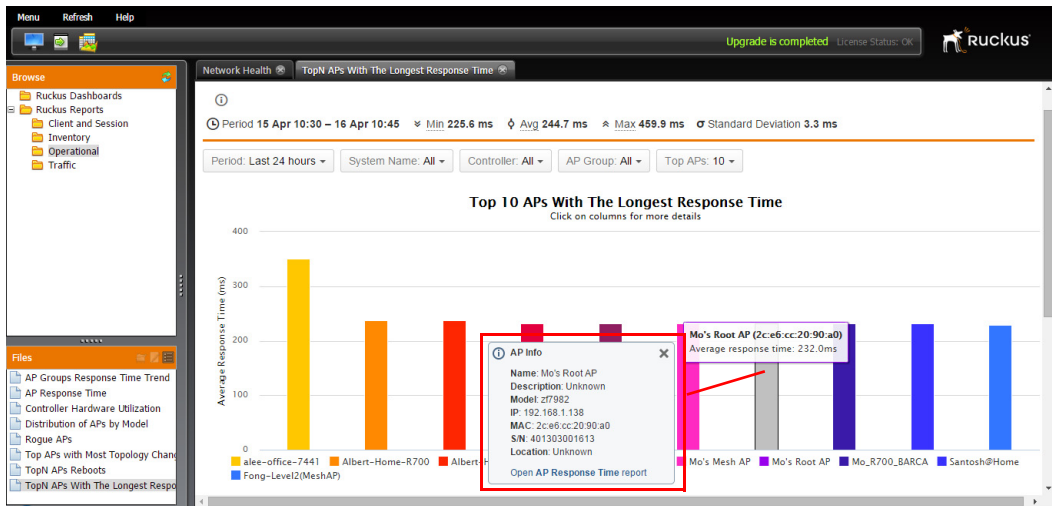 Menu Refresh Help
Upgrade is completed License Status: OK
Ruckus
Browse
Ruckus Dashboards
Ruckus Reports
Client and Session
Inventory
Operational
Traffic
Files
AP Groups Response Time Trend
AP Response Time
Controller Hardware Utilization
Distribution of APs by Model
Rogue APs
Top APs with Most Topology Chang
TopN APs Reboots
TopN APs With The Longest Respo
Network Health TopN APs With The Longest Response Time
Period 15 Apr 10:30 – 16 Apr 10:45 Min 225.6 ms Avg 244.7 ms Max 459.9 ms σ Standard Deviation 3.3 ms
Period: Last 24 hours System Name: All Controller: All AP Group: All Top APs: 10
Top 10 APs With The Longest Response Time
Click on columns for more details
Average Response Time (ms)
400
300
200
100
0
Mo's Root AP (2c:e6:cc:20:90:a0)
Average response time: 232.0ms
AP Info
Name: Mo's Root AP
Description: Unknown
Model: zf7982
IP: 192.168.1.138
MAC: 2c:e6:cc:20:90:a0
S/N: 401303001613
Location: Unknown
Open AP Response Time report
alee-office-7441 Albert-Home-R700 Albert-H Mo's Mesh AP Mo's Root AP Mo_R700_BARCA Santosh@Home
Fong-Level2(MeshAP)